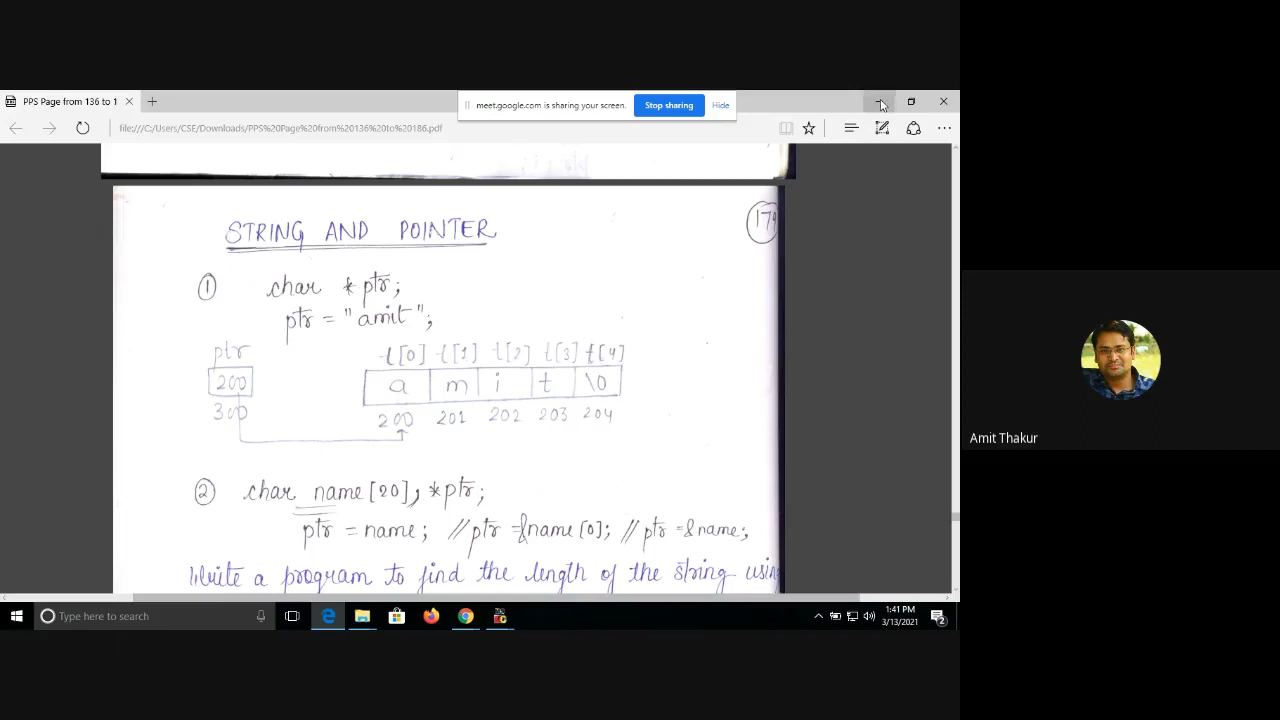 PPS Page from 136 to 1
meet.google.com is sharing your screen.
Stop sharing
Hide
file:///C:/Users/CSE/Downloads/PPS%20Page%20from%20136%20to%20186.pdf
STRING AND POINTER
① char *ptr;
ptr = "amit";
ptr t[0] t[1] t[2] t[3] t[4]
200 a m i t \0
300 200 201 202 203 204
② char name[20], *ptr;
ptr = name; //ptr =&name[0]; // ptr =&name;
Write a program to find the length of the string usin
Amit Thakur
Type here to search
1:41 PM
3/13/2021
2